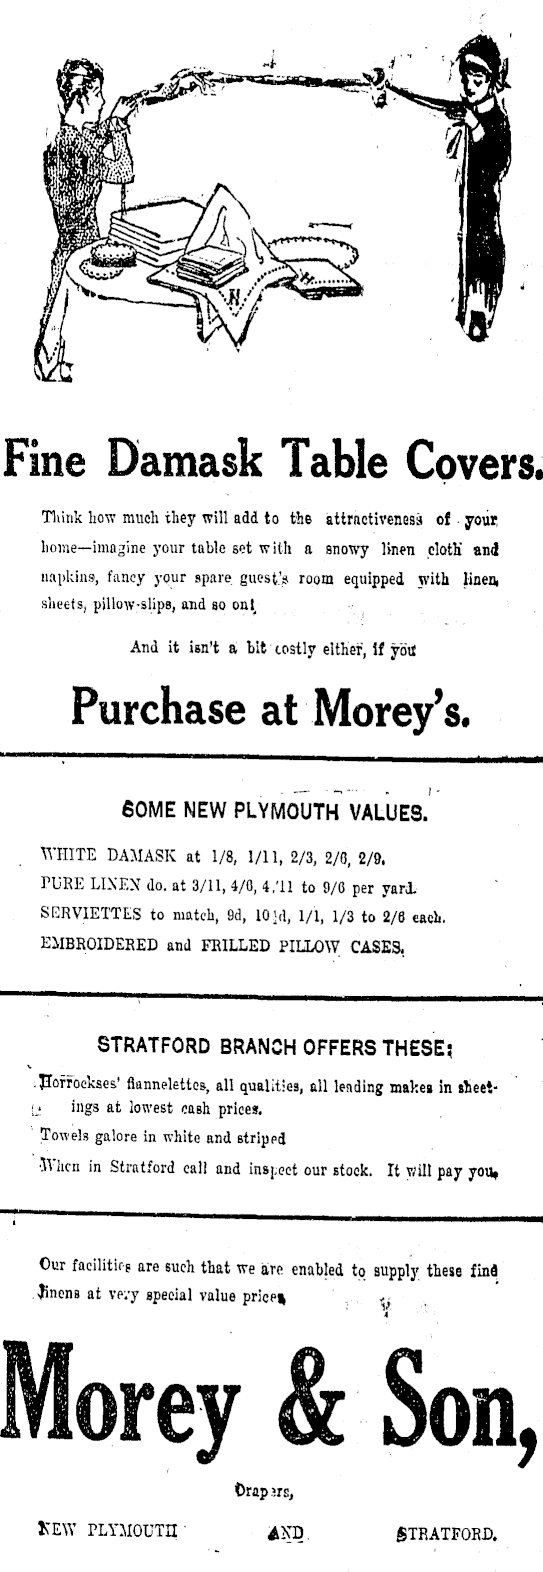 Fine Damask Table Covers.
Think how much they will add to the attractiveness of your
home—imagine your table set with a snowy linen cloth and
napkins, fancy your spare guest's room equipped with linen,
sheets, pillow-slips, and so on!
And it isn't a bit costly either, if you
Purchase at Morey's.
SOME NEW PLYMOUTH VALUES.
WHITE DAMASK at 1/8, 1/11, 2/3, 2/6, 2/9.
PURE LINEN do. at 3/11, 4/6, 4/11 to 9/6 per yard.
SERVIETTES to match, 9d, 10½d, 1/1, 1/3 to 2/6 each.
EMBROIDERED and FRILLED PILLOW CASES.
STRATFORD BRANCH OFFERS THESE:
Horrockses' flannelettes, all qualities, all leading makes in sheet-
ings at lowest cash prices.
Towels galore in white and striped
When in Stratford call and inspect our stock. It will pay you.
Our facilities are such that we are enabled to supply these fine
linens at very special value prices.
Morey & Son,
Drapers,
NEW PLYMOUTH AND STRATFORD.